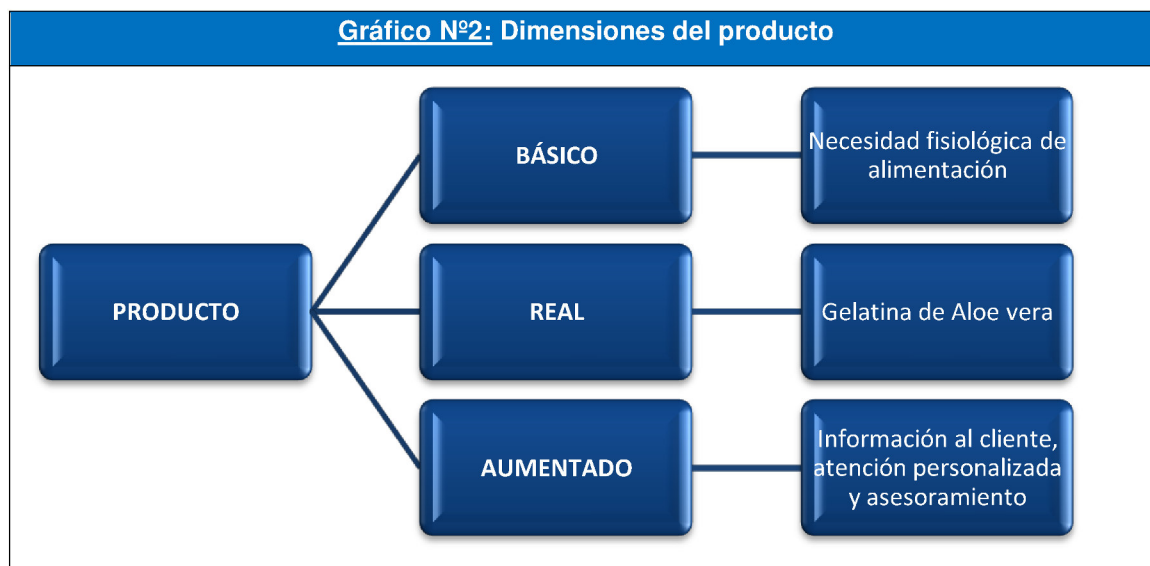 Gráfico Nº2: Dimensiones del producto
PRODUCTO
BÁSICO
Necesidad fisiológica de
alimentación
REAL
Gelatina de Aloe vera
AUMENTADO
Información al cliente,
atención personalizada
y asesoramiento